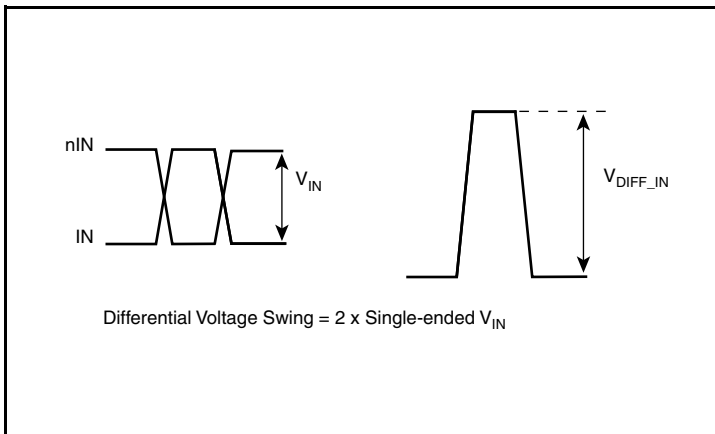 nIN
V_IN
IN
V_DIFF_IN
Differential Voltage Swing = 2 x Single-ended V_IN